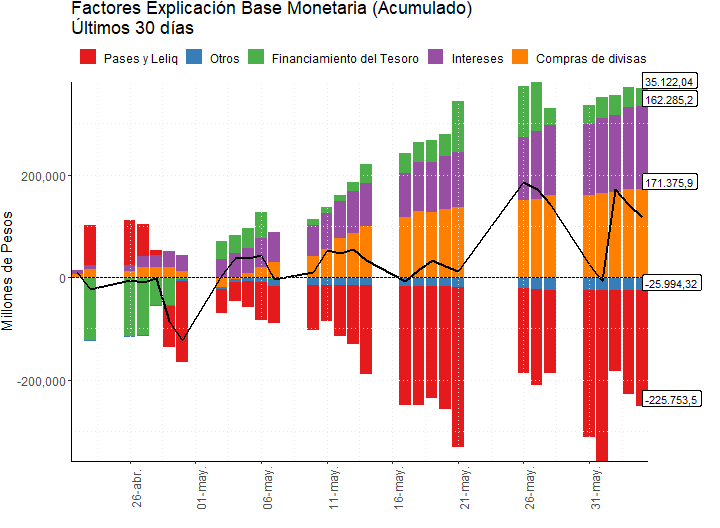 Factores Explicación Base Monetaria (Acumulado)
Últimos 30 días
Pases y Leliq Otros Financiamiento del Tesoro Intereses Compras de divisas
35.122,04
162.285,2
200,000
171.375,9
Millones de Pesos
0
-25.994,32
-200,000
-225.753,5
26-abr. 01-may. 06-may. 11-may. 16-may. 21-may. 26-may. 31-may.